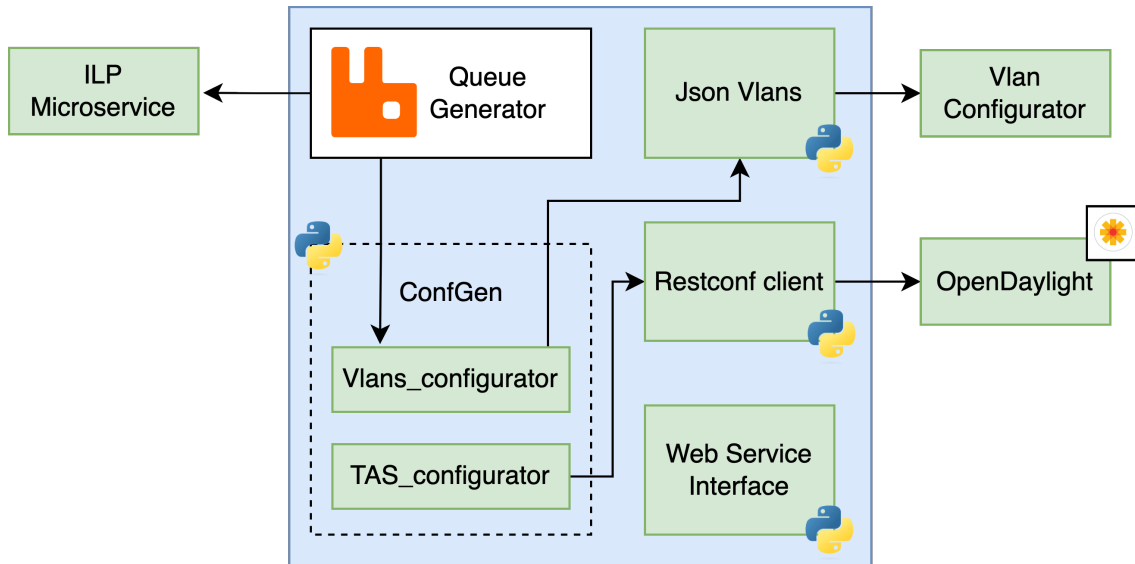 ILP
Microservice
Queue
Generator
Json Vlans
Vlan
Configurator
ConfGen
Restconf client
OpenDaylight
Vlans_configurator
TAS_configurator
Web Service
Interface